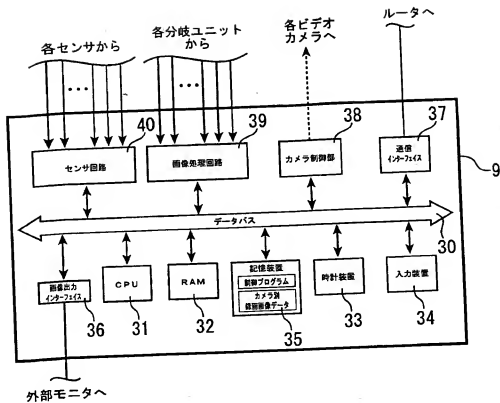 各センサから
各分岐ユニット
から
各ビデオ
カメラへ
ルータへ
40
39
38
37
センサ回路
画像処理回路
カメラ制御部
通信
インターフェイス
9
データバス
30
画像出力
インターフェイス
CPU
RAM
記憶装置
制御プログラム
カメラ別
録画画像データ
時計装置
入力装置
36
31
32
35
33
34
外部モニタへ